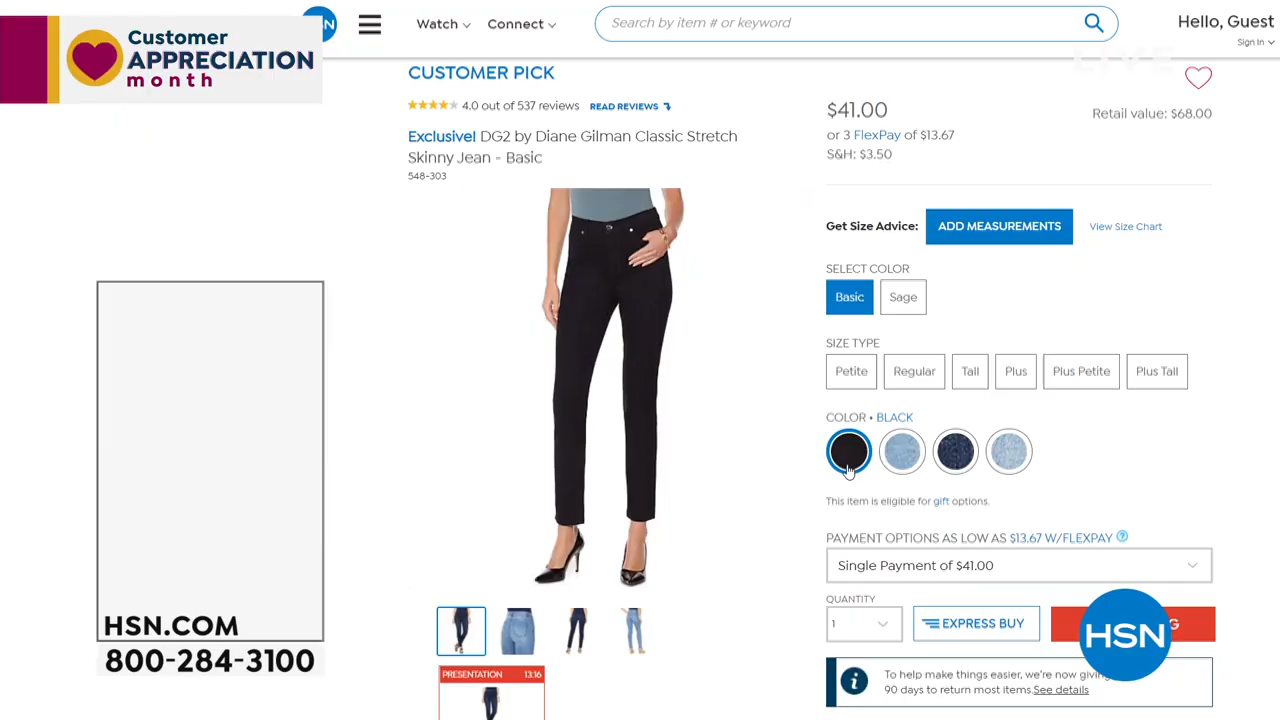 Customer
APPRECIATION
month
SN
Watch
Connect
Search by item # or keyword
Hello, Guest
Sign In
LIVE
CUSTOMER PICK
4.0 out of 537 reviews READ REVIEWS
Exclusive! DG2 by Diane Gilman Classic Stretch
Skinny Jean - Basic
548-303
$41.00
Retail value: $68.00
or 3 FlexPay of $13.67
S&H: $3.50
Get Size Advice: ADD MEASUREMENTS View Size Chart
SELECT COLOR
Basic Sage
SIZE TYPE
Petite Regular Tall Plus Plus Petite Plus Tall
COLOR • BLACK
This item is eligible for gift options.
PAYMENT OPTIONS AS LOW AS $13.67 W/FLEXPAY ?
Single Payment of $41.00
QUANTITY
1
EXPRESS BUY
G
HSN
i
To help make things easier, we're now giving
90 days to return most items. See details
PRESENTATION 13:16
HSN.COM
800-284-3100